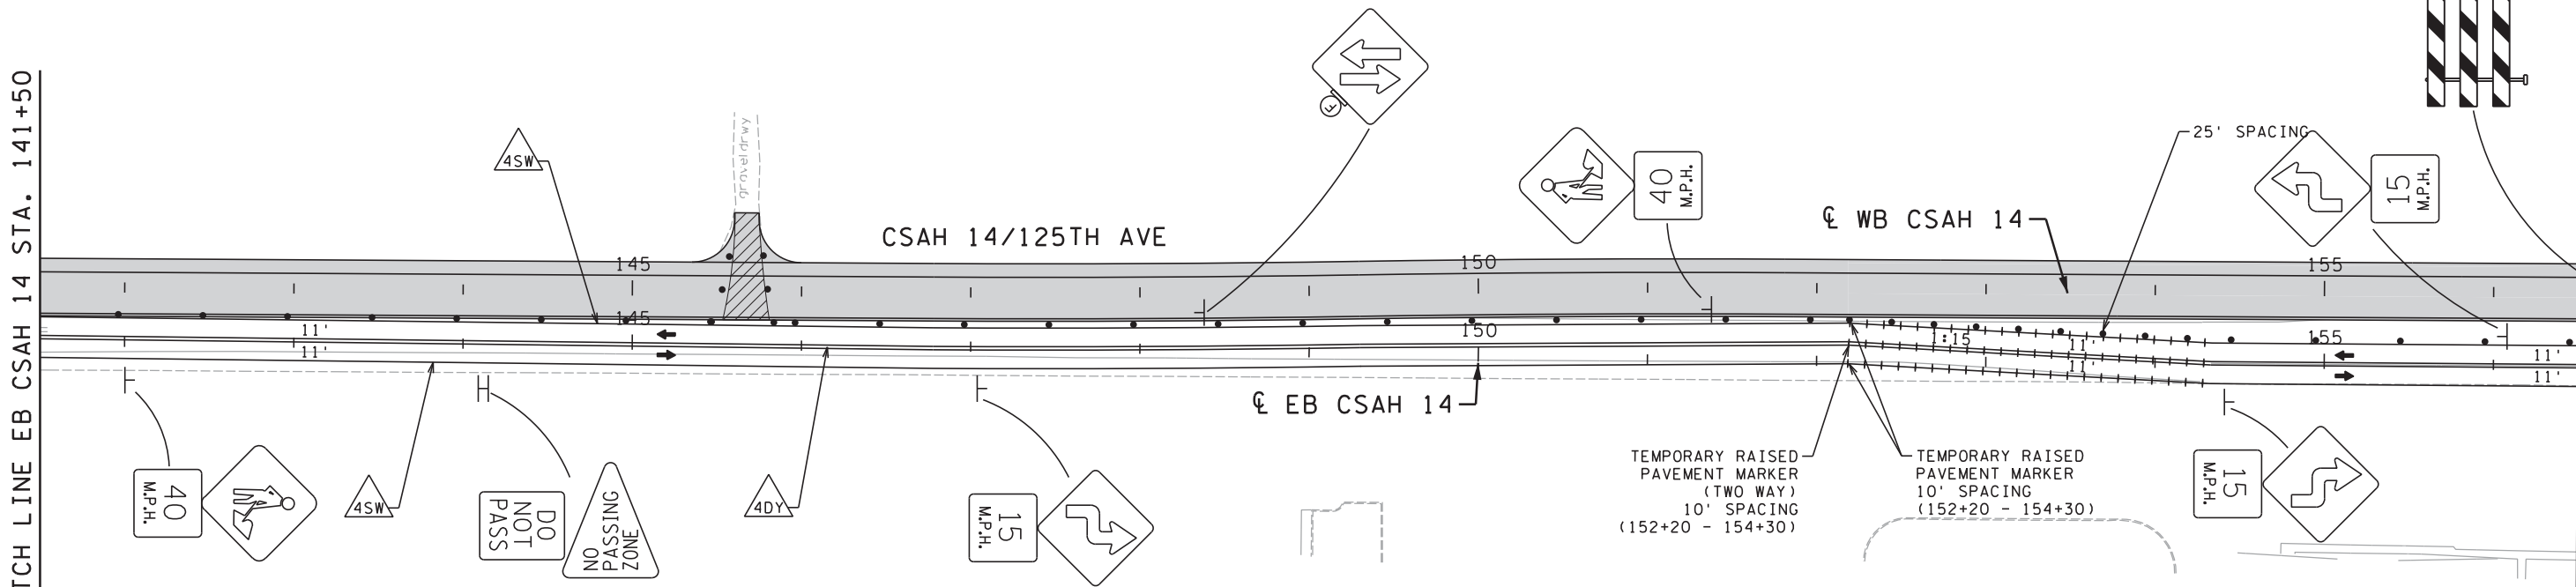 TCH LINE EB CSAH 14 STA. 141+50
4SW
graveldrwy
CSAH 14/125TH AVE
F
40
M.P.H.
℄ WB CSAH 14
25' SPACING
15
M.P.H.
145
150
155
145
150
155
11'
11'
1:15
11'
11'
11'
11'
℄ EB CSAH 14
40
M.P.H.
4SW
DO
NOT
PASS
NO
PASSING
ZONE
4DY
15
M.P.H.
TEMPORARY RAISED
PAVEMENT MARKER
(TWO WAY)
10' SPACING
(152+20 - 154+30)
TEMPORARY RAISED
PAVEMENT MARKER
10' SPACING
(152+20 - 154+30)
15
M.P.H.